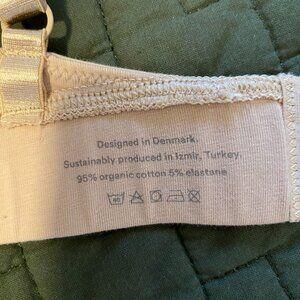 Designed in Denmark.
Sustainably produced in Izmir, Turkey.
95% organic cotton 5% elastane